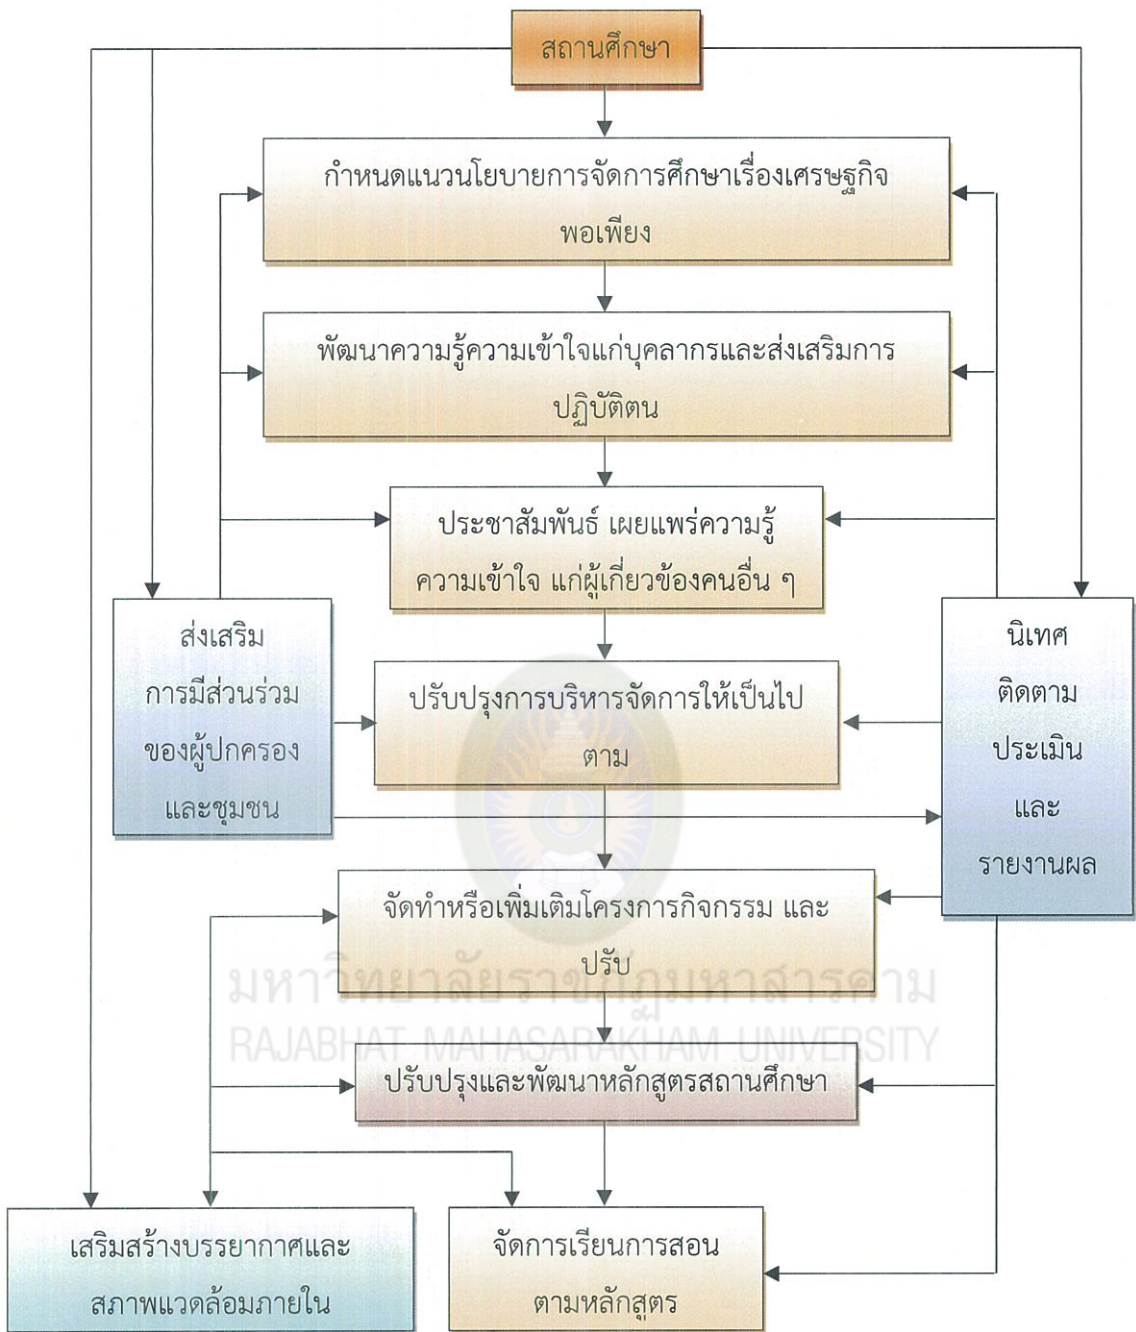 สถานศึกษา
กำหนดแนวนโยบายการจัดการศึกษาเรื่องเศรษฐกิจ
พอเพียง
พัฒนาความรู้ความเข้าใจแก่บุคลากรและส่งเสริมการ
ปฏิบัติตน
ประชาสัมพันธ์ เผยแพร่ความรู้
ความเข้าใจ แก่ผู้เกี่ยวข้องคนอื่น ๆ
ส่งเสริม
การมีส่วนร่วม
ของผู้ปกครอง
และชุมชน
ปรับปรุงการบริหารจัดการให้เป็นไป
ตาม
นิเทศ
ติดตาม
ประเมิน
และ
รายงานผล
จัดทำหรือเพิ่มเติมโครงการกิจกรรม และ
ปรับ
มหาวิทยาลัยราชภัฏมหาสารคาม
RAJABHAT MAHASARAKHAM UNIVERSITY
ปรับปรุงและพัฒนาหลักสูตรสถานศึกษา
เสริมสร้างบรรยากาศและ
สภาพแวดล้อมภายใน
จัดการเรียนการสอน
ตามหลักสูตร